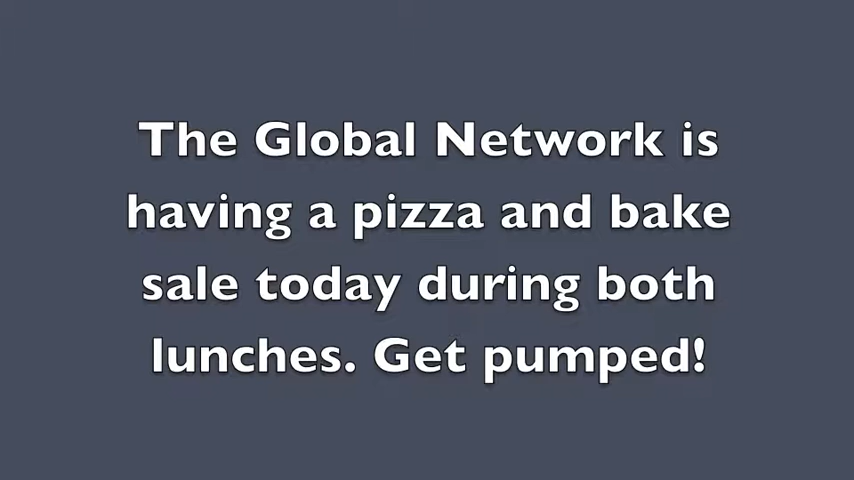 The Global Network is
having a pizza and bake
sale today during both
lunches. Get pumped!